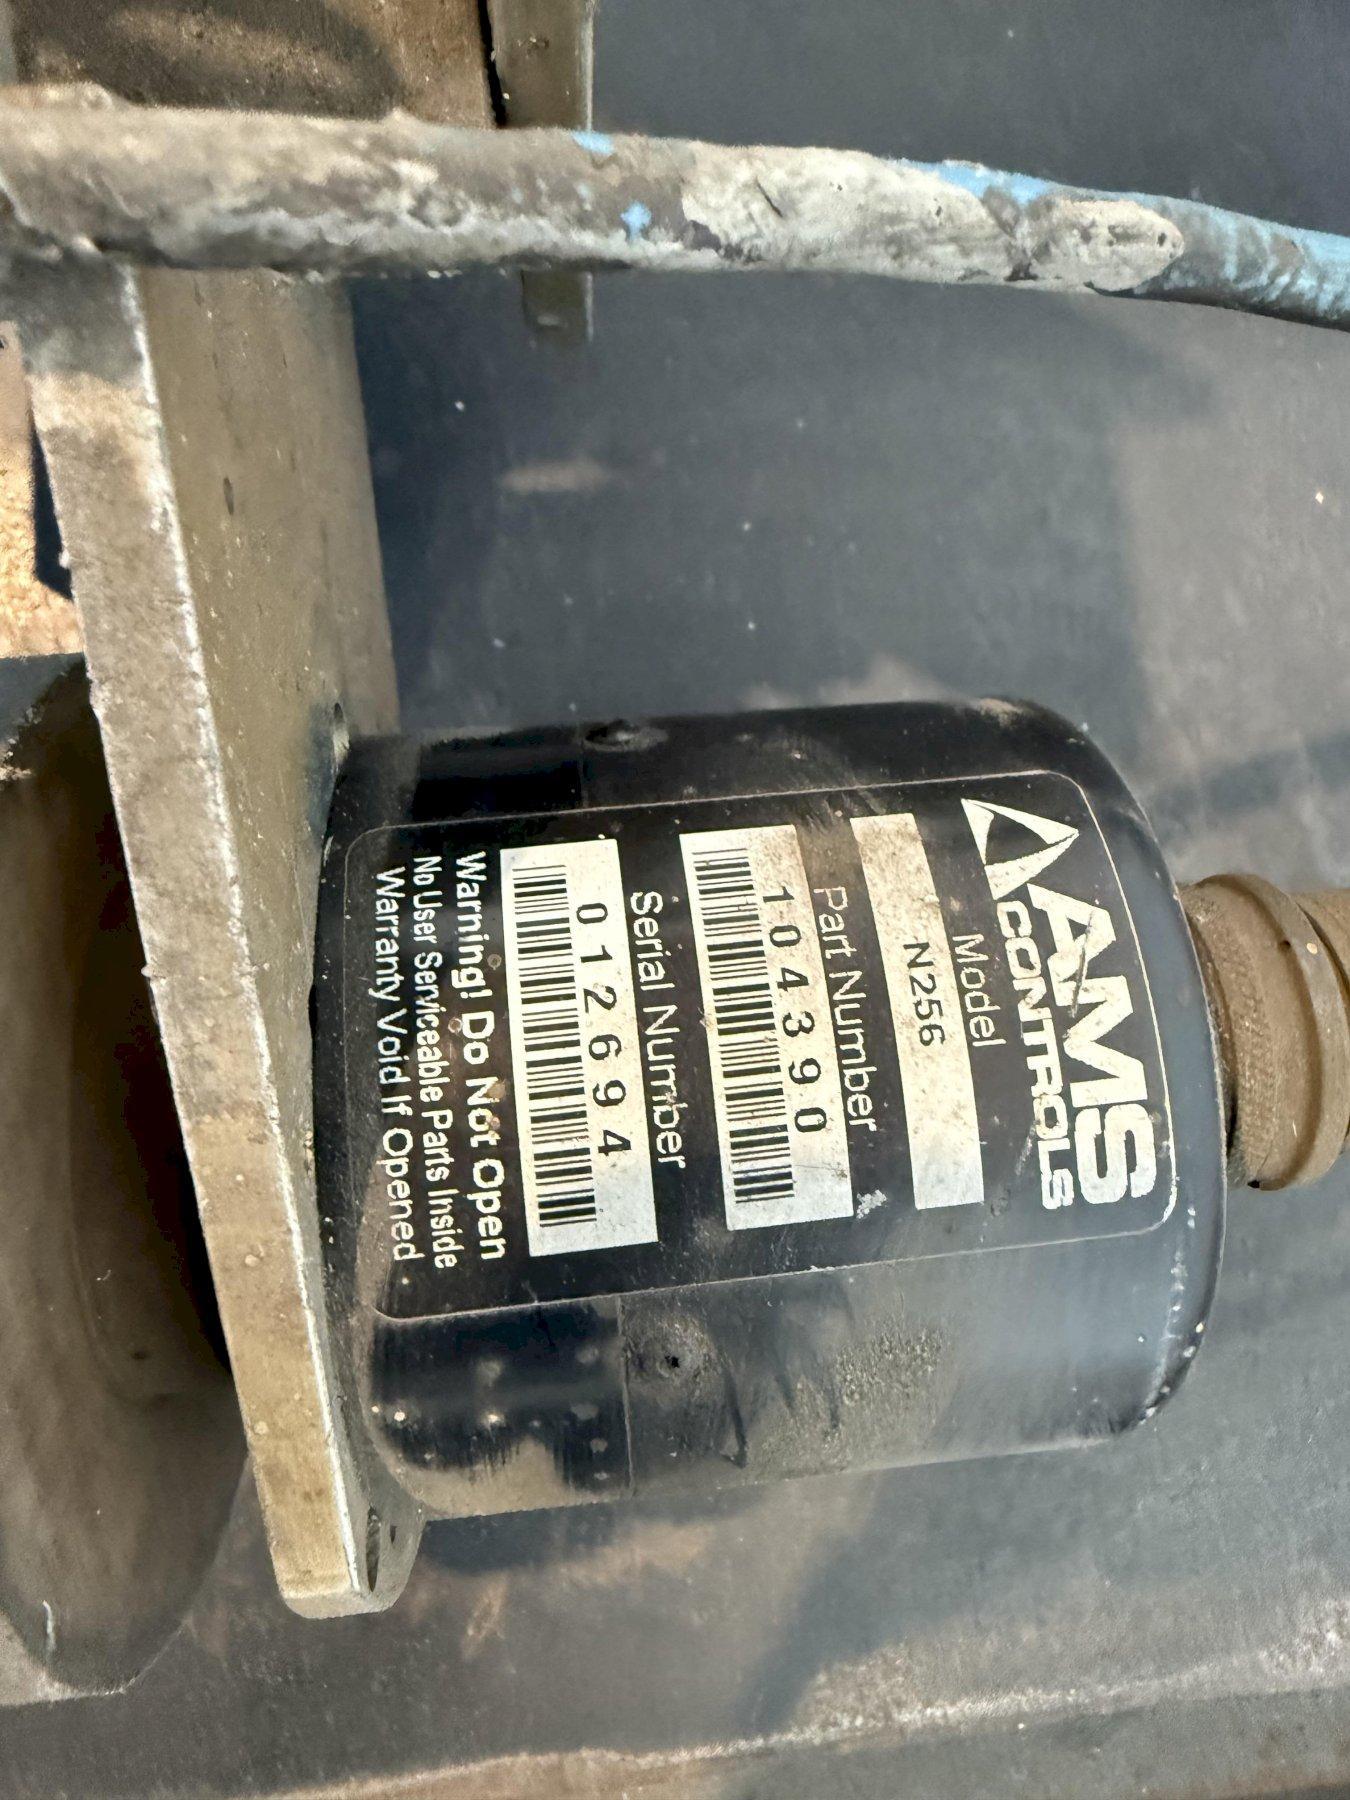 AMS
CONTROLS
Model
N256
Part Number
104390
Serial Number
012694
Warning! Do Not Open
No User Serviceable Parts Inside
Warranty Void If Opened